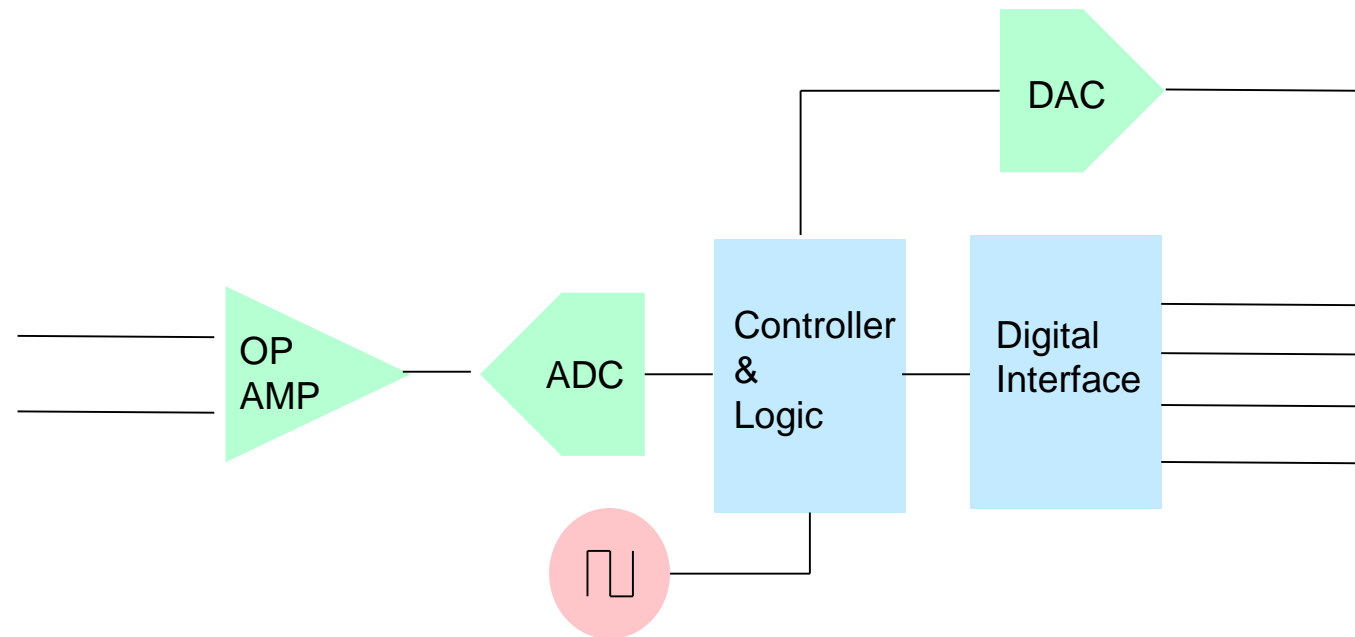 DAC
OP
AMP
ADC
Controller
&
Logic
Digital
Interface